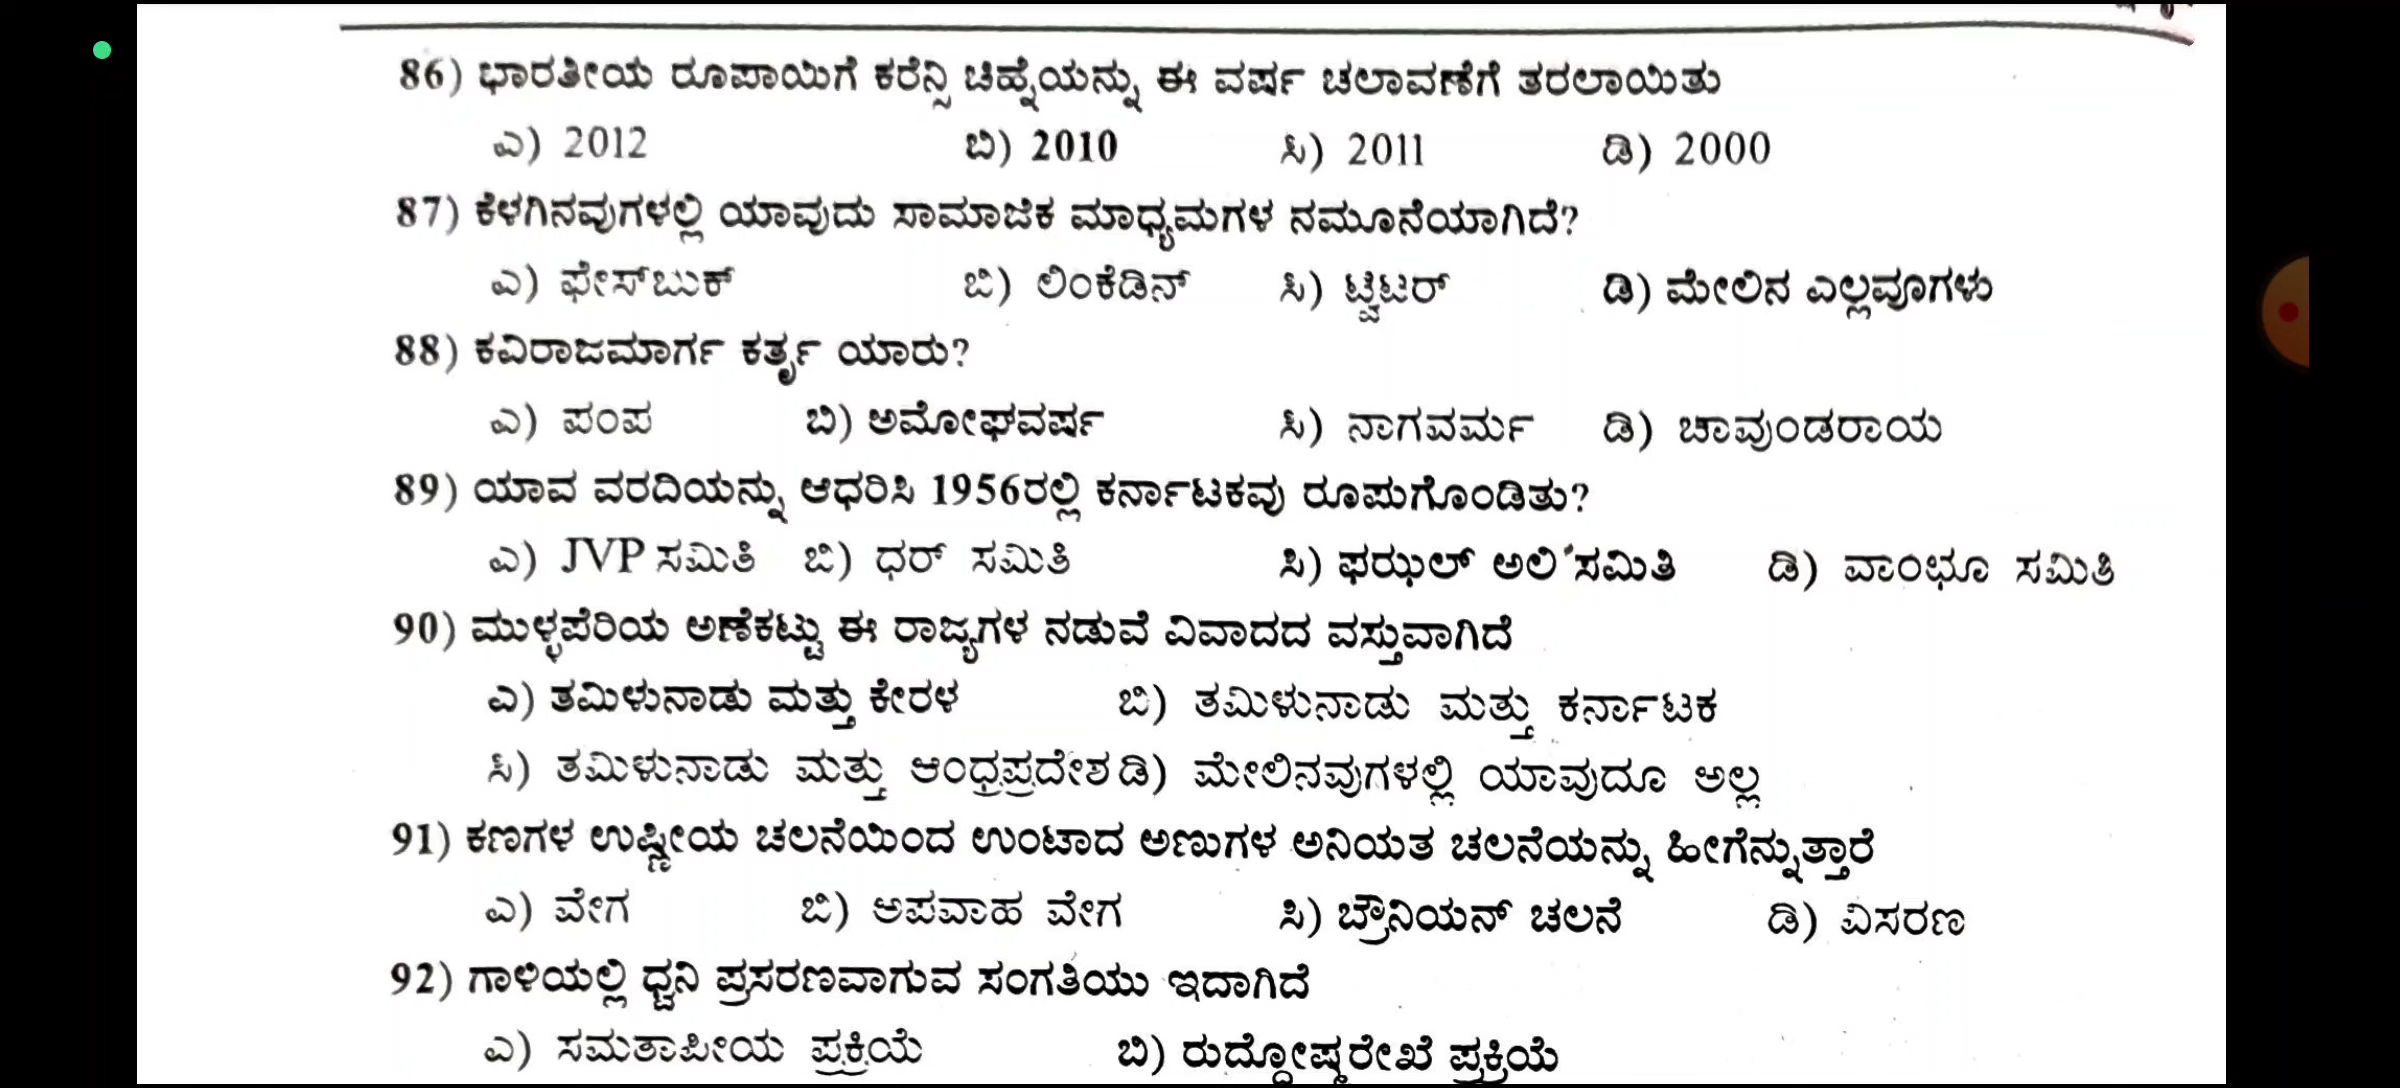 86) ಭಾರತೀಯ ರೂಪಾಯಿಗೆ ಕರೆನ್ಸಿ ಚಿಹ್ನೆಯನ್ನು ಈ ವರ್ಷ ಚಲಾವಣೆಗೆ ತರಲಾಯಿತು
ಎ) 2012 ಬಿ) 2010 ಸಿ) 2011 ಡಿ) 2000
87) ಕೆಳಗಿನವುಗಳಲ್ಲಿ ಯಾವುದು ಸಾಮಾಜಿಕ ಮಾಧ್ಯಮಗಳ ನಮೂನೆಯಾಗಿದೆ?
ಎ) ಫೇಸ್‌ಬುಕ್ ಬಿ) ಲಿಂಕೆಡಿನ್ ಸಿ) ಟ್ವಿಟರ್ ಡಿ) ಮೇಲಿನ ಎಲ್ಲವೂಗಳು
88) ಕವಿರಾಜಮಾರ್ಗ ಕರ್ತೃ ಯಾರು?
ಎ) ಪಂಪ ಬಿ) ಅಮೋಘವರ್ಷ ಸಿ) ನಾಗವರ್ಮ ಡಿ) ಚಾವುಂಡರಾಯ
89) ಯಾವ ವರದಿಯನ್ನು ಆಧರಿಸಿ 1956ರಲ್ಲಿ ಕರ್ನಾಟಕವು ರೂಪುಗೊಂಡಿತು?
ಎ) JVP ಸಮಿತಿ ಬಿ) ಧರ್ ಸಮಿತಿ ಸಿ) ಫಝಲ್ ಅಲಿ ಸಮಿತಿ ಡಿ) ವಾಂಛೂ ಸಮಿತಿ
90) ಮುಳ್ಳಪೆರಿಯ ಅಣೆಕಟ್ಟು ಈ ರಾಜ್ಯಗಳ ನಡುವೆ ವಿವಾದದ ವಸ್ತುವಾಗಿದೆ
ಎ) ತಮಿಳುನಾಡು ಮತ್ತು ಕೇರಳ ಬಿ) ತಮಿಳುನಾಡು ಮತ್ತು ಕರ್ನಾಟಕ
ಸಿ) ತಮಿಳುನಾಡು ಮತ್ತು ಆಂಧ್ರಪ್ರದೇಶ ಡಿ) ಮೇಲಿನವುಗಳಲ್ಲಿ ಯಾವುದೂ ಅಲ್ಲ
91) ಕಣಗಳ ಉಷ್ಣೀಯ ಚಲನೆಯಿಂದ ಉಂಟಾದ ಅಣುಗಳ ಅನಿಯತ ಚಲನೆಯನ್ನು ಹೀಗೆನ್ನುತ್ತಾರೆ
ಎ) ವೇಗ ಬಿ) ಅಪವಾಹ ವೇಗ ಸಿ) ಬ್ರೌನಿಯನ್ ಚಲನೆ ಡಿ) ವಿಸರಣ
92) ಗಾಳಿಯಲ್ಲಿ ಧ್ವನಿ ಪ್ರಸರಣವಾಗುವ ಸಂಗತಿಯು ಇದಾಗಿದೆ
ಎ) ಸಮತಾಪೀಯ ಪ್ರಕ್ರಿಯೆ ಬಿ) ರುದ್ಧೋಷ್ಮರೇಖೆ ಪ್ರಕ್ರಿಯೆ